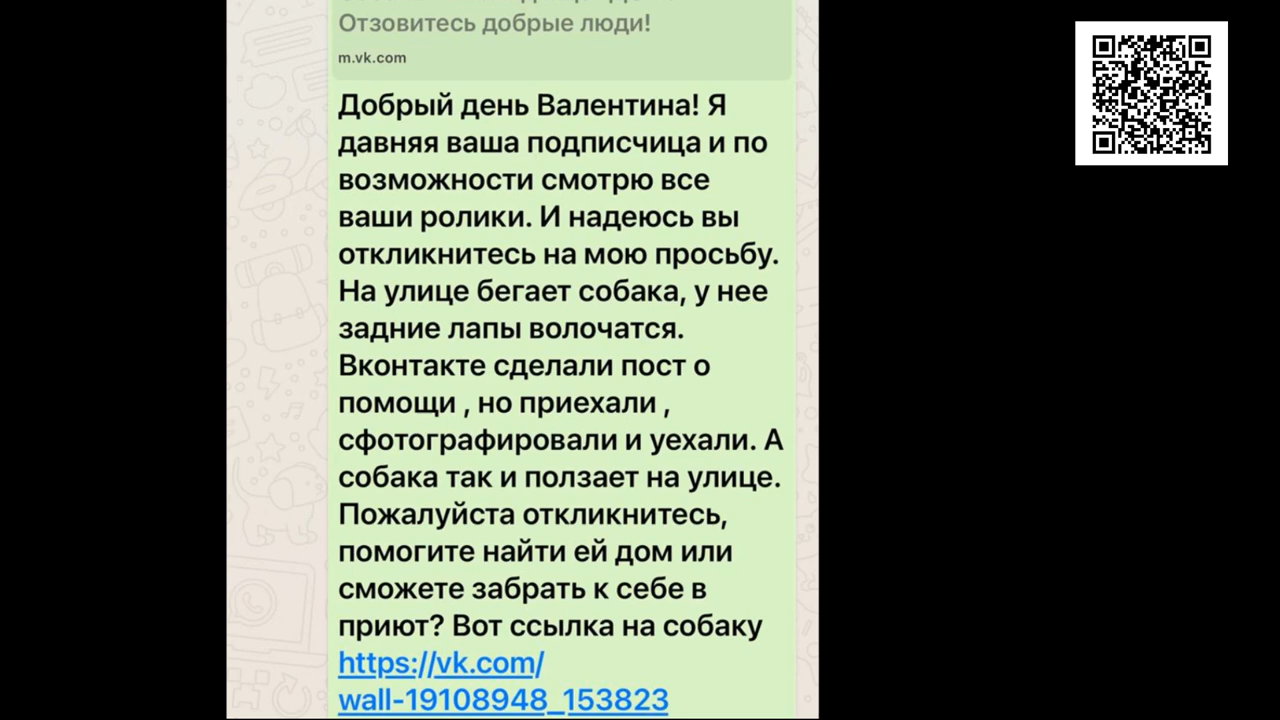 Отзовитесь добрые люди!
m.vk.com
Добрый день Валентина! Я
давняя ваша подписчица и по
возможности смотрю все
ваши ролики. И надеюсь вы
откликнитесь на мою просьбу.
На улице бегает собака, у нее
задние лапы волочатся.
Вконтакте сделали пост о
помощи , но приехали ,
сфотографировали и уехали. А
собака так и ползает на улице.
Пожалуйста откликнитесь,
помогите найти ей дом или
сможете забрать к себе в
приют? Вот ссылка на собаку
https://vk.com/
wall-19108948_153823